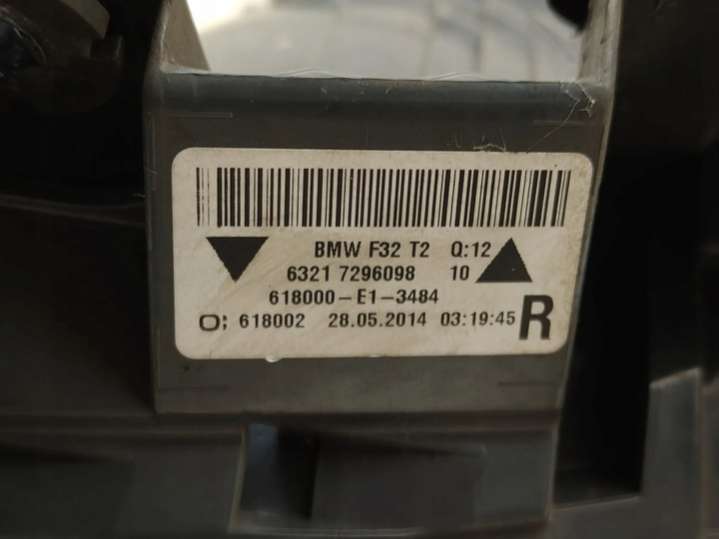 BMW F32 T2 Q:12
6321 7296098 10
618000-E1-3484
O; 618002 28.05.2014 03:19:45 R